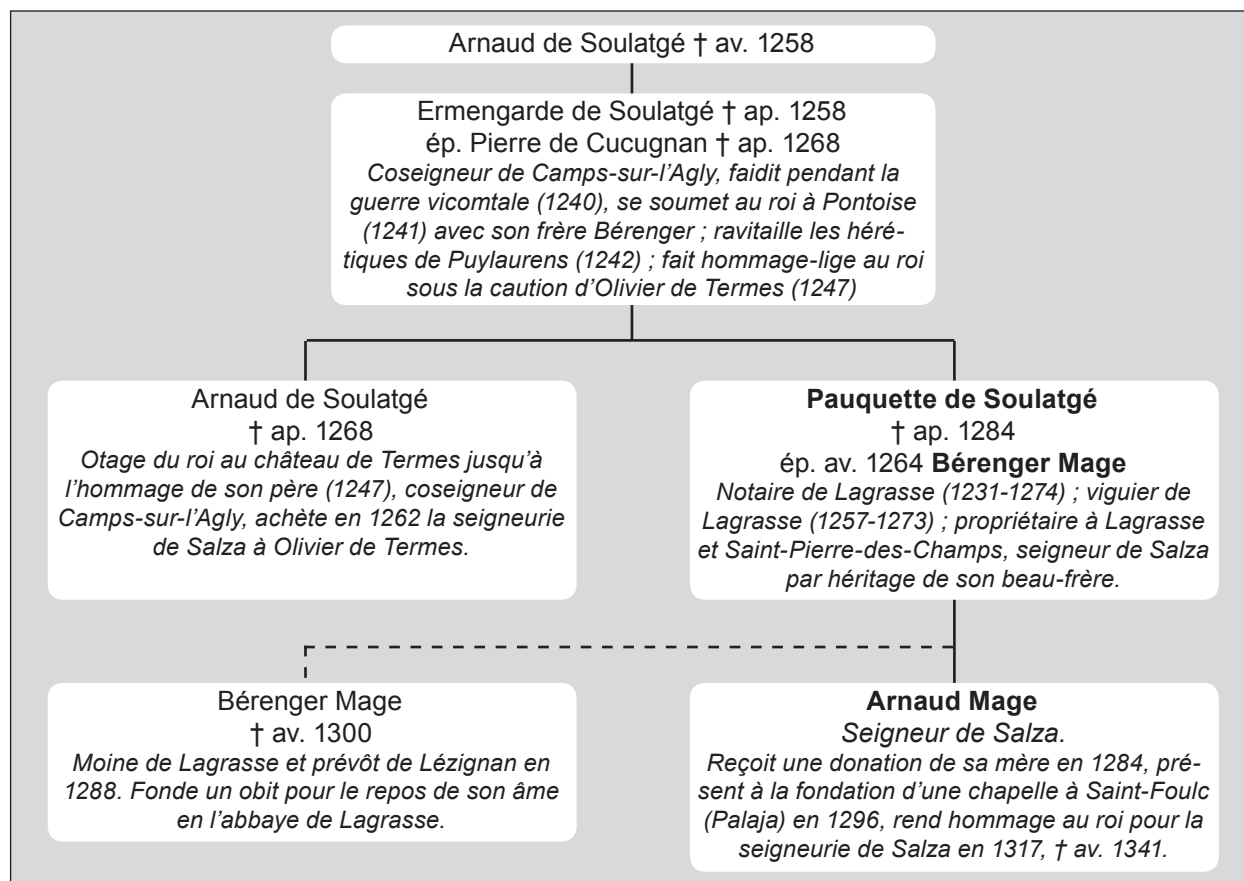 Arnaud de Soulatgé † av. 1258
Ermengarde de Soulatgé † ap. 1258
ép. Pierre de Cucugnan † ap. 1268
Coseigneur de Camps-sur-l'Agly, faidit pendant la
guerre vicomtale (1240), se soumet au roi à Pontoise
(1241) avec son frère Bérenger ; ravitaille les héré-
tiques de Puylaurens (1242) ; fait hommage-lige au roi
sous la caution d'Olivier de Termes (1247)
Arnaud de Soulatgé
† ap. 1268
Otage du roi au château de Termes jusqu'à
l'hommage de son père (1247), coseigneur de
Camps-sur-l'Agly, achète en 1262 la seigneurie
de Salza à Olivier de Termes.
Pauquette de Soulatgé
† ap. 1284
ép. av. 1264 Bérenger Mage
Notaire de Lagrasse (1231-1274) ; viguier de
Lagrasse (1257-1273) ; propriétaire à Lagrasse
et Saint-Pierre-des-Champs, seigneur de Salza
par héritage de son beau-frère.
Bérenger Mage
† av. 1300
Moine de Lagrasse et prévôt de Lézignan en
1288. Fonde un obit pour le repos de son âme
en l'abbaye de Lagrasse.
Arnaud Mage
Seigneur de Salza.
Reçoit une donation de sa mère en 1284, pré-
sent à la fondation d'une chapelle à Saint-Foulc
(Palaja) en 1296, rend hommage au roi pour la
seigneurie de Salza en 1317, † av. 1341.